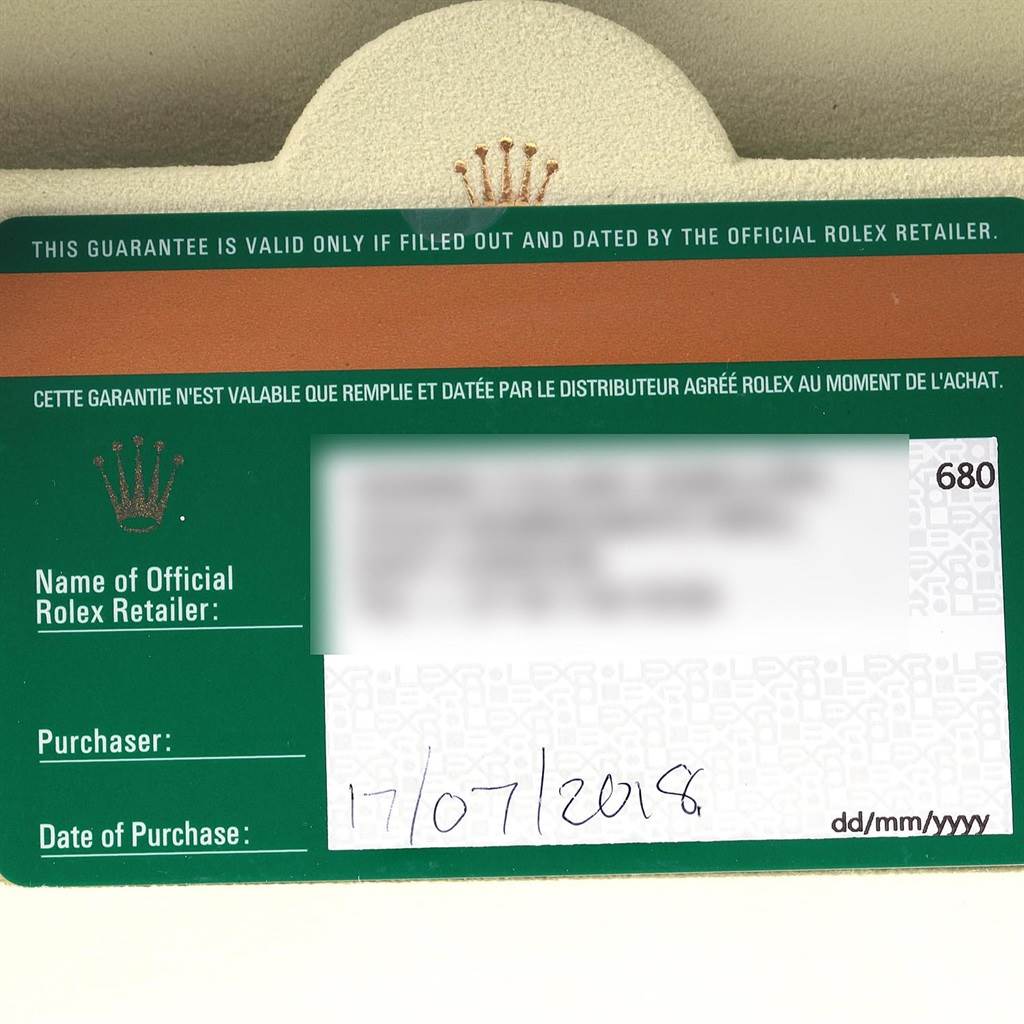 THIS GUARANTEE IS VALID ONLY IF FILLED OUT AND DATED BY THE OFFICIAL ROLEX RETAILER.
CETTE GARANTIE N'EST VALABLE QUE REMPLIE ET DATÉE PAR LE DISTRIBUTEUR AGRÉÉ ROLEX AU MOMENT DE L'ACHAT.
680
Name of Official
Rolex Retailer:
Purchaser:
Date of Purchase:
17/07/2018
dd/mm/yyyy